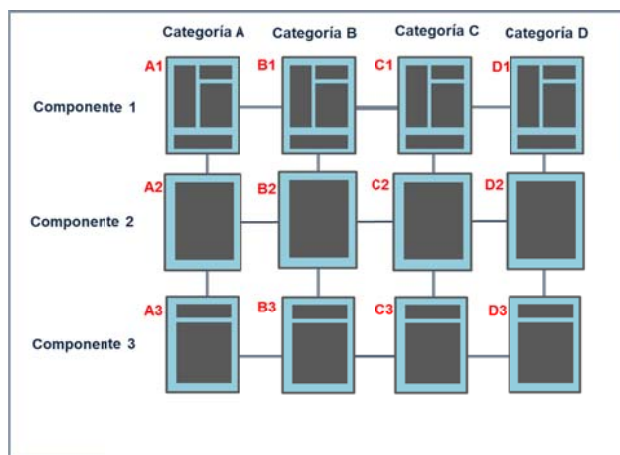 Categoría A Categoría B Categoría C Categoría D
A1 B1 C1 D1
Componente 1
A2 B2 C2 D2
Componente 2
A3 B3 C3 D3
Componente 3